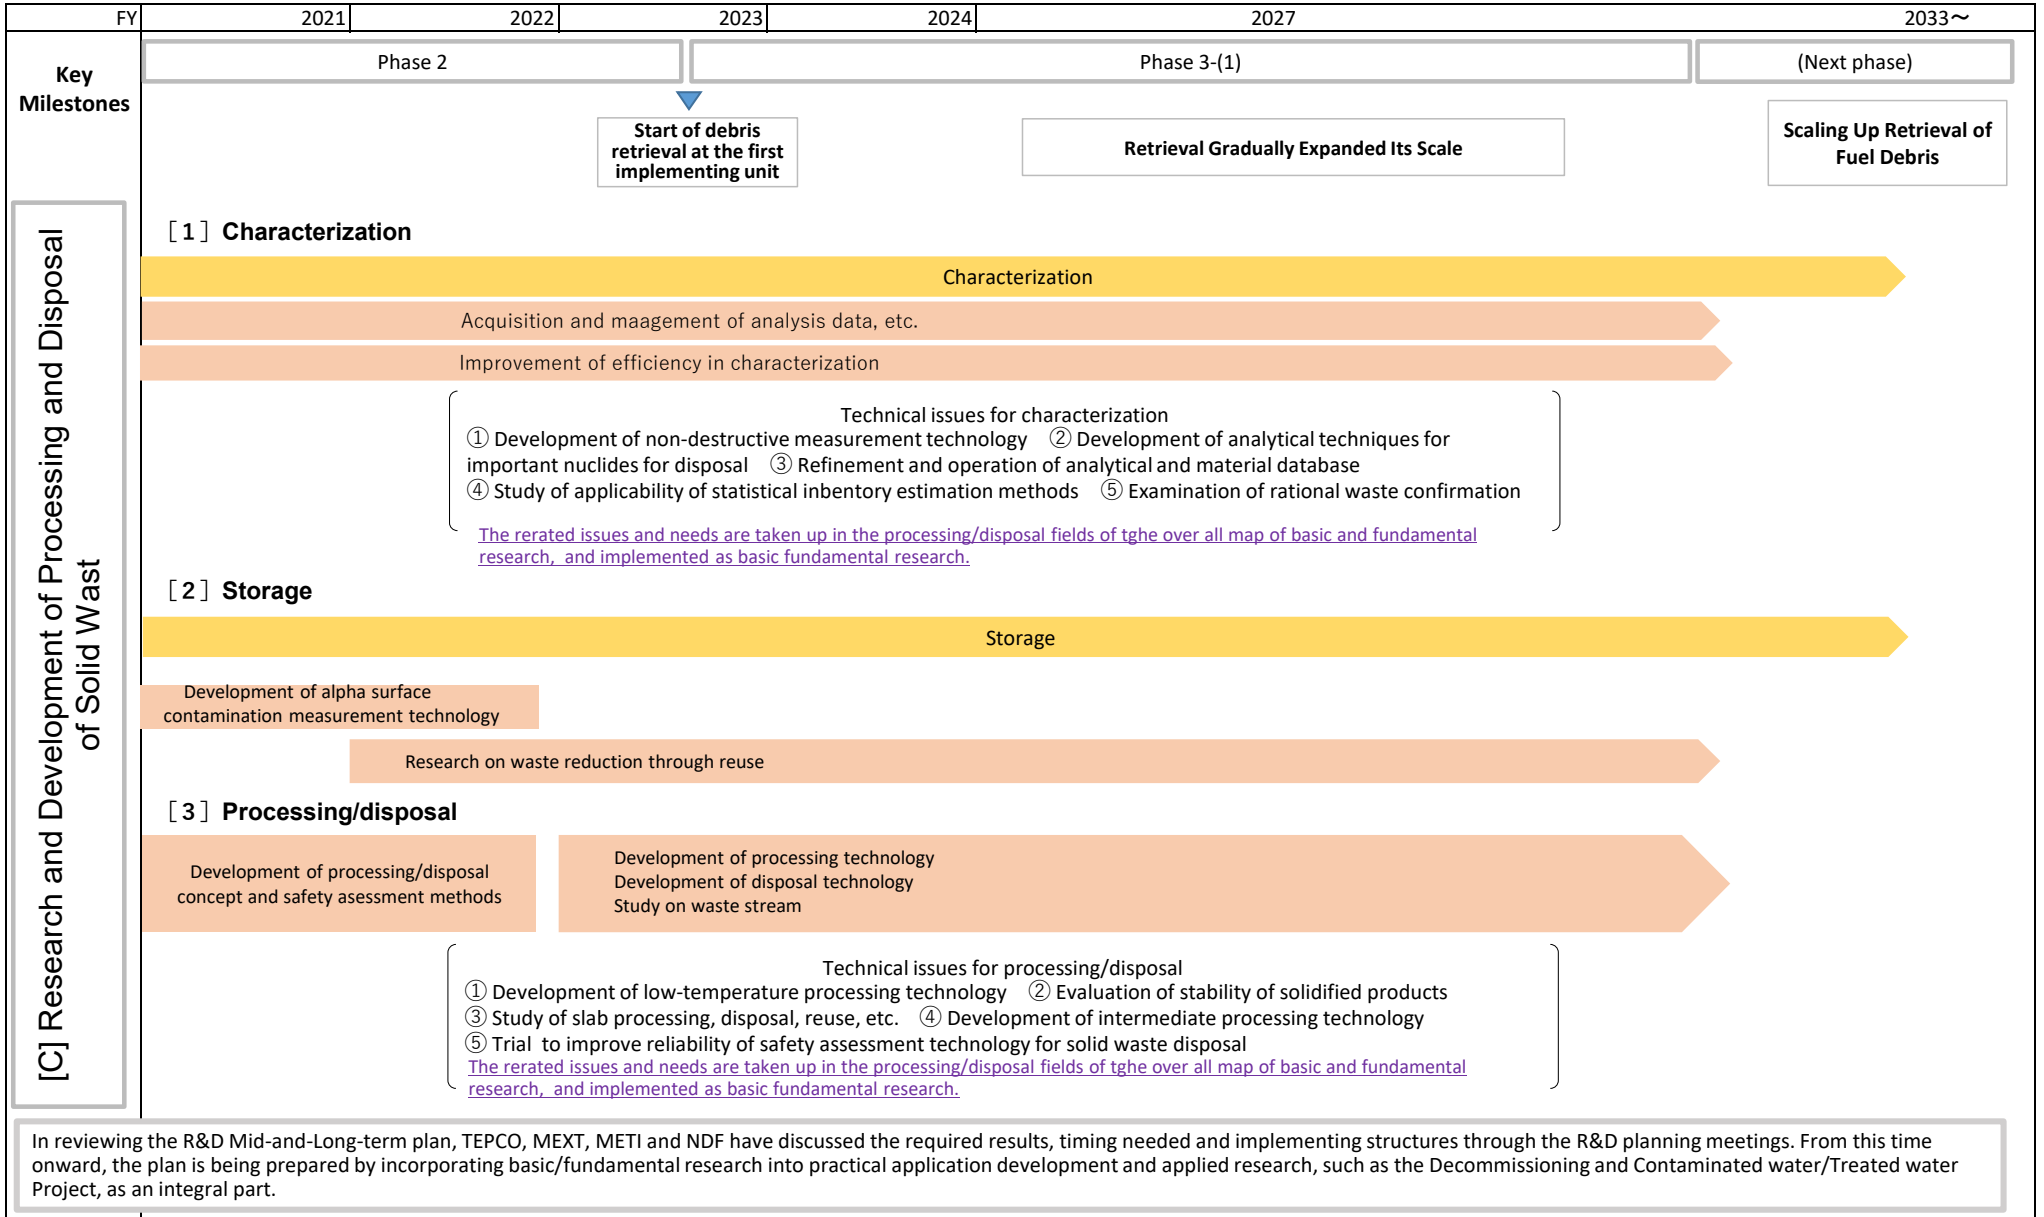 FY 2021 2022 2023 2024 2027 2033～
Key
Milestones
Phase 2
Phase 3-(1)
(Next phase)
Start of debris
retrieval at the first
implementing unit
Retrieval Gradually Expanded Its Scale
Scaling Up Retrieval of
Fuel Debris
[C] Research and Development of Processing and Disposal
of Solid Wast
［1］ Characterization
Characterization
Acquisition and maagement of analysis data, etc.
Improvement of efficiency in characterization
Technical issues for characterization
① Development of non-destructive measurement technology ② Development of analytical techniques for
important nuclides for disposal ③ Refinement and operation of analytical and material database
④ Study of applicability of statistical inbentory estimation methods ⑤ Examination of rational waste confirmation
The rerated issues and needs are taken up in the processing/disposal fields of tghe over all map of basic and fundamental
research, and implemented as basic fundamental research.
［2］ Storage
Storage
Development of alpha surface
contamination measurement technology
Research on waste reduction through reuse
［3］ Processing/disposal
Development of processing/disposal
concept and safety asessment methods
Development of processing technology
Development of disposal technology
Study on waste stream
Technical issues for processing/disposal
① Development of low-temperature processing technology ② Evaluation of stability of solidified products
③ Study of slab processing, disposal, reuse, etc. ④ Development of intermediate processing technology
⑤ Trial to improve reliability of safety assessment technology for solid waste disposal
The rerated issues and needs are taken up in the processing/disposal fields of tghe over all map of basic and fundamental
research, and implemented as basic fundamental research.
In reviewing the R&D Mid-and-Long-term plan, TEPCO, MEXT, METI and NDF have discussed the required results, timing needed and implementing structures through the R&D planning meetings. From this time
onward, the plan is being prepared by incorporating basic/fundamental research into practical application development and applied research, such as the Decommissioning and Contaminated water/Treated water
Project, as an integral part.